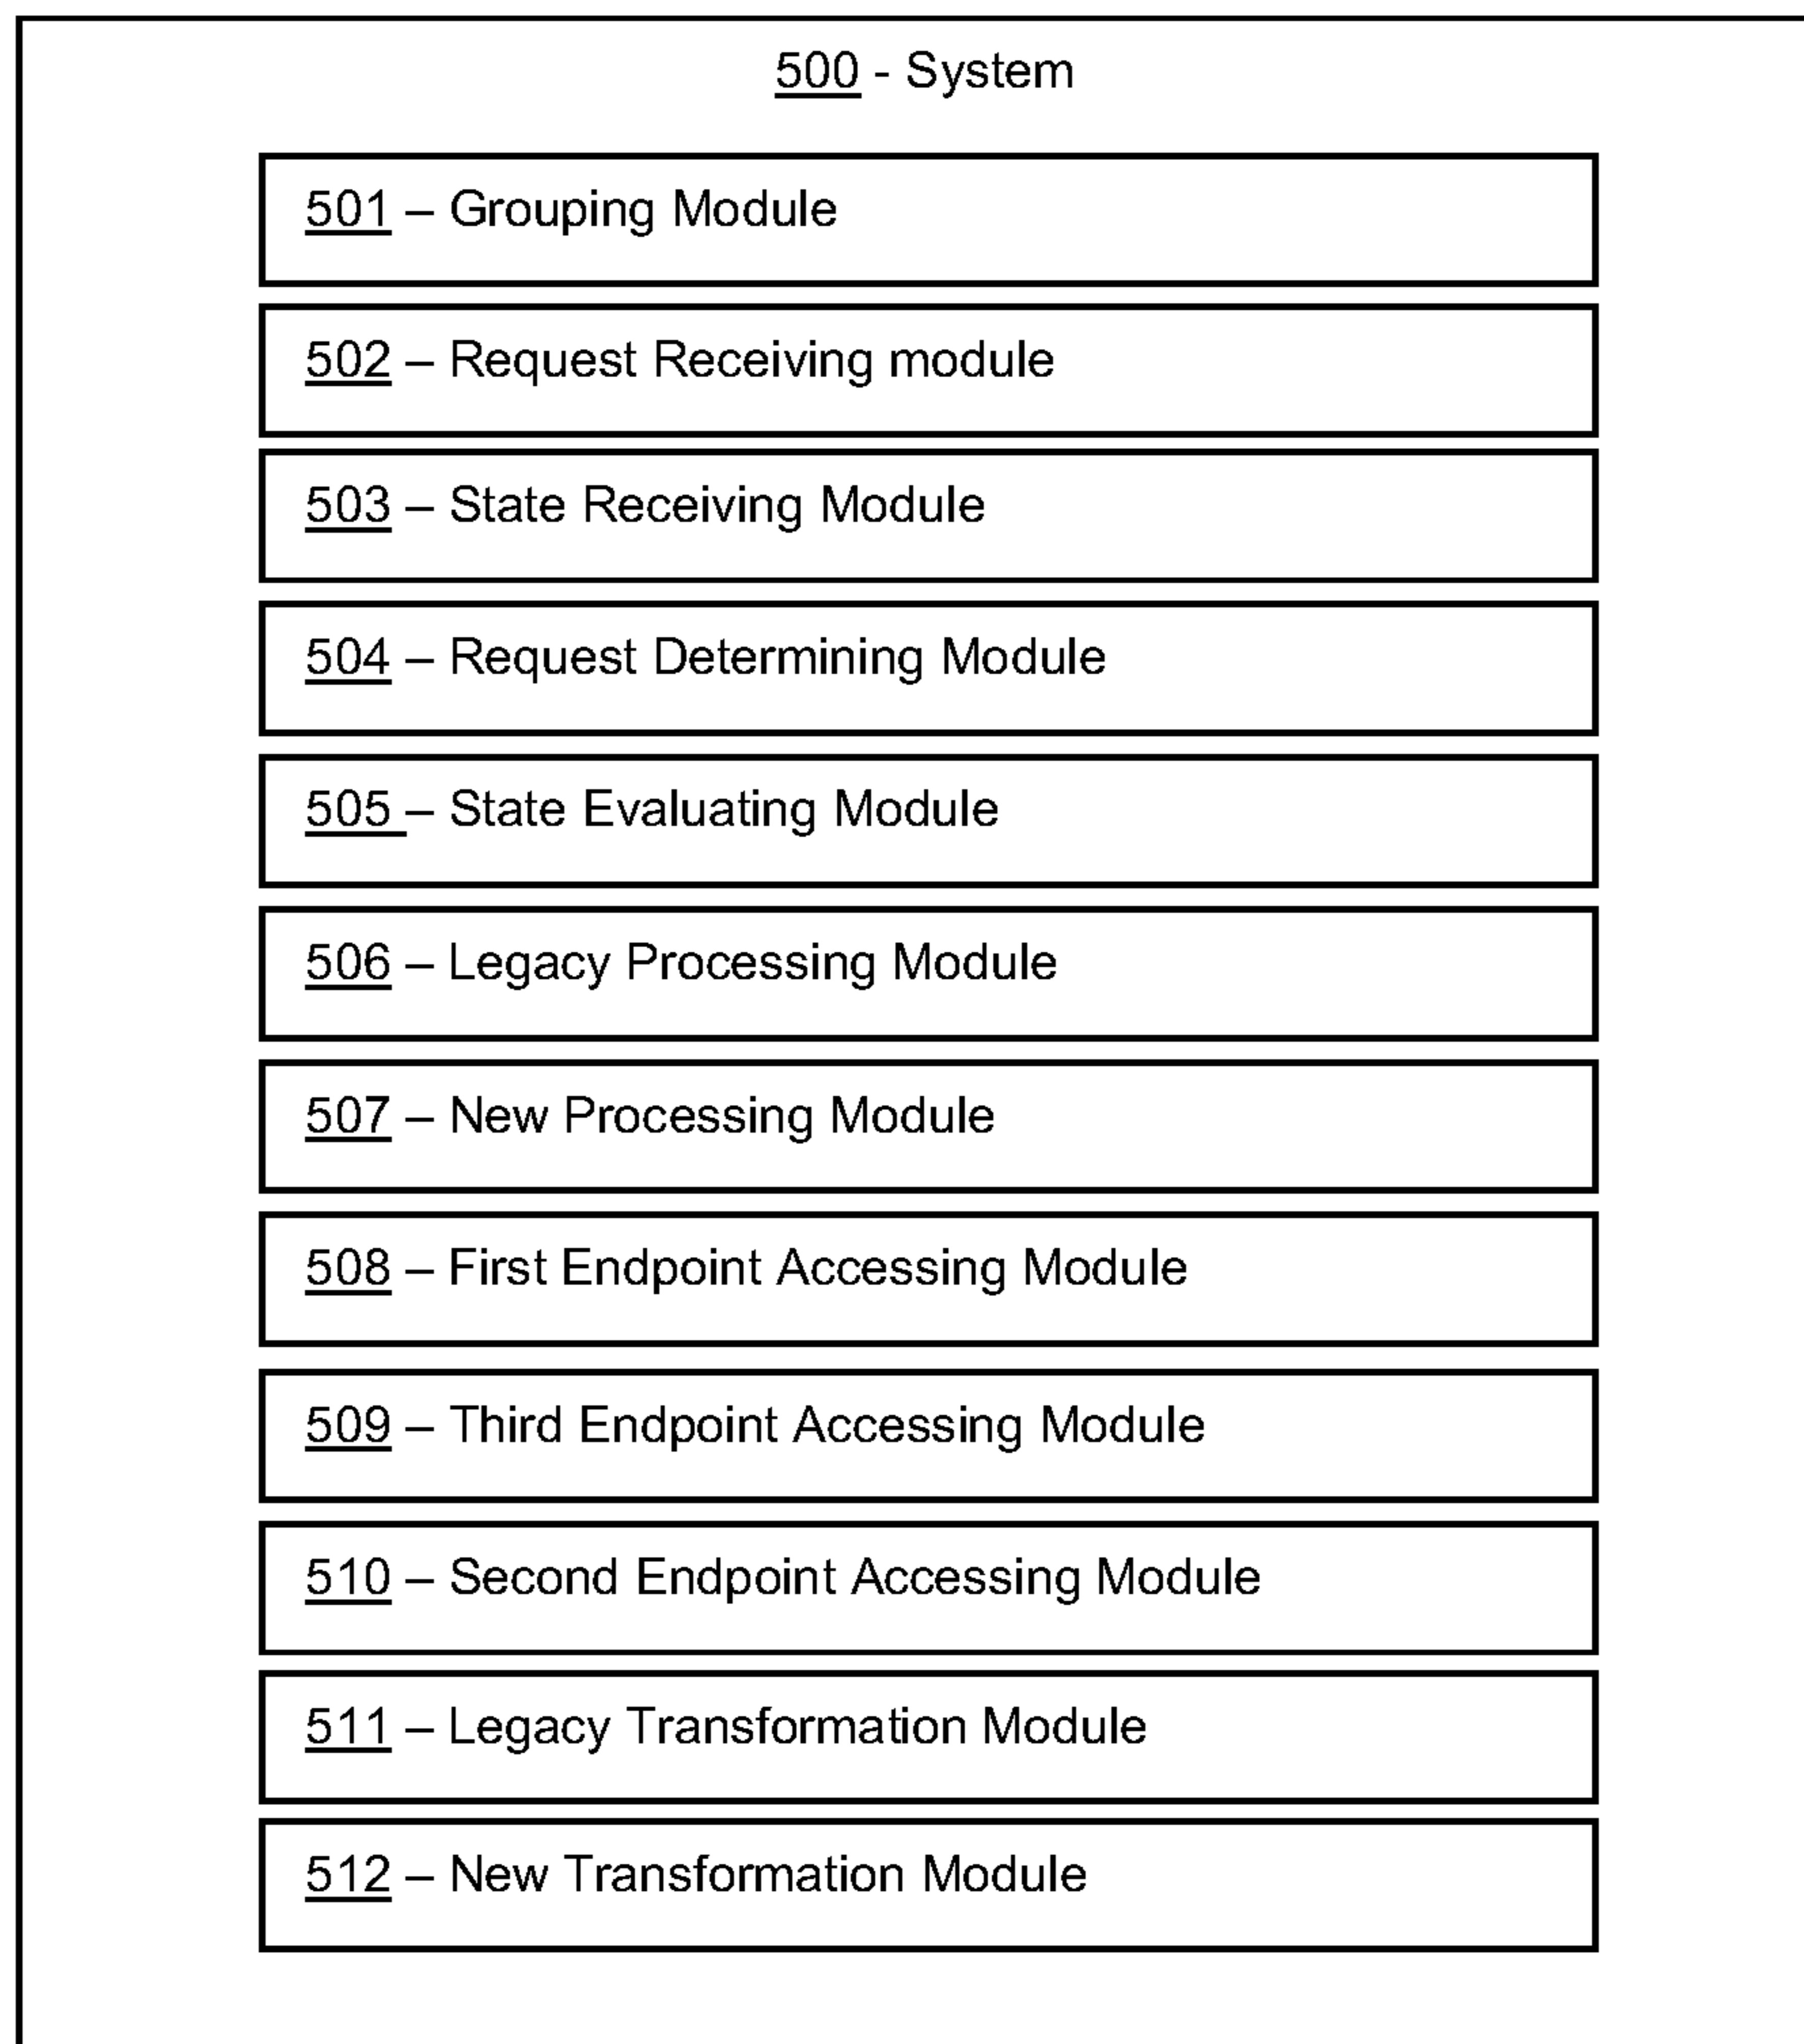 500 - System
501 – Grouping Module
502 – Request Receiving module
503 – State Receiving Module
504 – Request Determining Module
505 – State Evaluating Module
506 – Legacy Processing Module
507 – New Processing Module
508 – First Endpoint Accessing Module
509 – Third Endpoint Accessing Module
510 – Second Endpoint Accessing Module
511 – Legacy Transformation Module
512 – New Transformation Module